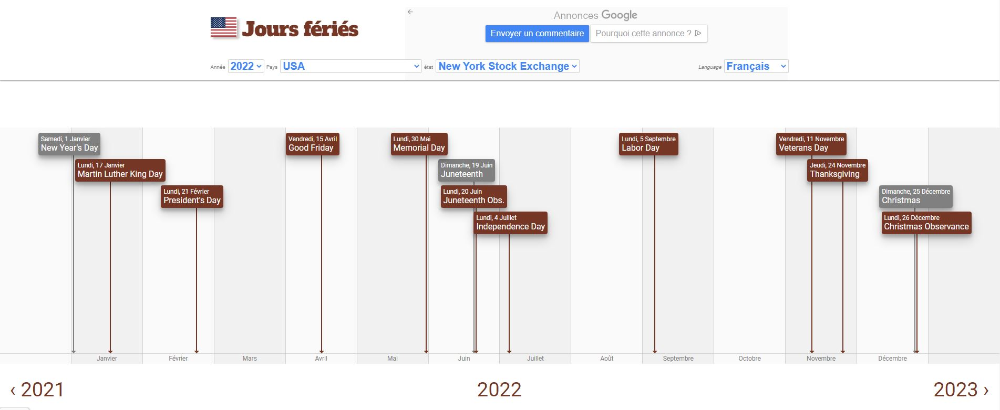 Jours fériés
←
Annonces Google
Envoyer un commentaire
Pourquoi cette annonce ?
Année 2022 Pays USA état New York Stock Exchange Language Français
Samedi, 1 Janvier
New Year's Day
Lundi, 17 Janvier
Martin Luther King Day
Lundi, 21 Février
President's Day
Vendredi, 15 Avril
Good Friday
Lundi, 30 Mai
Memorial Day
Dimanche, 19 Juin
Juneteenth
Lundi, 20 Juin
Juneteenth Obs.
Lundi, 4 Juillet
Independence Day
Lundi, 5 Septembre
Labor Day
Vendredi, 11 Novembre
Veterans Day
Jeudi, 24 Novembre
Thanksgiving
Dimanche, 25 Décembre
Christmas
Lundi, 26 Décembre
Christmas Observance
Janvier Février Mars Avril Mai Juin Juillet Août Septembre Octobre Novembre Décembre
‹ 2021 2022 2023 ›